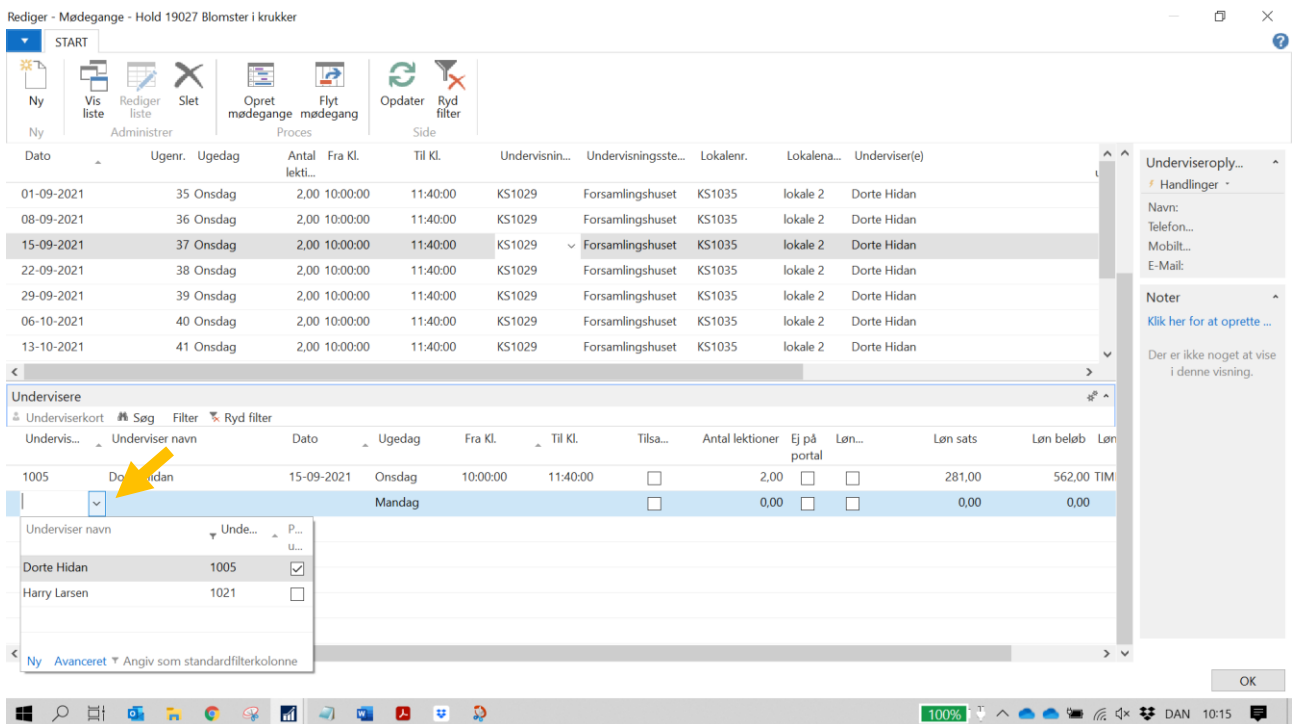 Rediger - Mødegange - Hold 19027 Blomster i krukker
START
Ny Vis liste Rediger liste Slet Opret mødegange Flyt mødegang Opdater Ryd filter
Ny Administrer Proces Side
Dato Ugenr. Ugedag Antal lekti... Fra Kl. Til Kl. Undervisnin... Undervisningsste... Lokalenr. Lokalena... Underviser(e)
01-09-2021 35 Onsdag 2,00 10:00:00 11:40:00 KS1029 Forsamlingshuset KS1035 lokale 2 Dorte Hidan
08-09-2021 36 Onsdag 2,00 10:00:00 11:40:00 KS1029 Forsamlingshuset KS1035 lokale 2 Dorte Hidan
15-09-2021 37 Onsdag 2,00 10:00:00 11:40:00 KS1029 Forsamlingshuset KS1035 lokale 2 Dorte Hidan
22-09-2021 38 Onsdag 2,00 10:00:00 11:40:00 KS1029 Forsamlingshuset KS1035 lokale 2 Dorte Hidan
29-09-2021 39 Onsdag 2,00 10:00:00 11:40:00 KS1029 Forsamlingshuset KS1035 lokale 2 Dorte Hidan
06-10-2021 40 Onsdag 2,00 10:00:00 11:40:00 KS1029 Forsamlingshuset KS1035 lokale 2 Dorte Hidan
13-10-2021 41 Onsdag 2,00 10:00:00 11:40:00 KS1029 Forsamlingshuset KS1035 lokale 2 Dorte Hidan
Underviseroply...
Handlinger
Navn:
Telefon...
Mobilt...
E-Mail:
Noter
Klik her for at oprette ...
Der er ikke noget at vise
i denne visning.
Undervisere
Underviserkort Søg Filter Ryd filter
Undervis... Underviser navn Dato Ugedag Fra Kl. Til Kl. Tilsa... Antal lektioner Ej på portal Løn... Løn sats Løn beløb Løn
1005 15-09-2021 Onsdag 10:00:00 11:40:00 2,00 281,00 562,00 TIM
Mandag 0,00 0,00 0,00
Underviser navn Unde... P... u...
Dorte Hidan 1005
Harry Larsen 1021
Ny Avanceret Angiv som standardfilterkolonne
OK
100% DAN 10:15